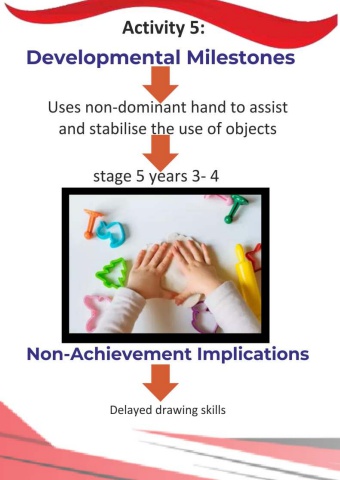 Activity 5:
Developmental Milestones
Uses non-dominant hand to assist
and stabilise the use of objects
stage 5 years 3- 4
Non-Achievement Implications
Delayed drawing skills